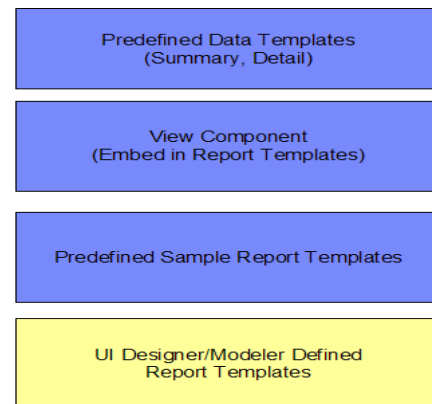 Predefined Data Templates
(Summary, Detail)
View Component
(Embed in Report Templates)
Predefined Sample Report Templates
UI Designer/Modeler Defined
Report Templates